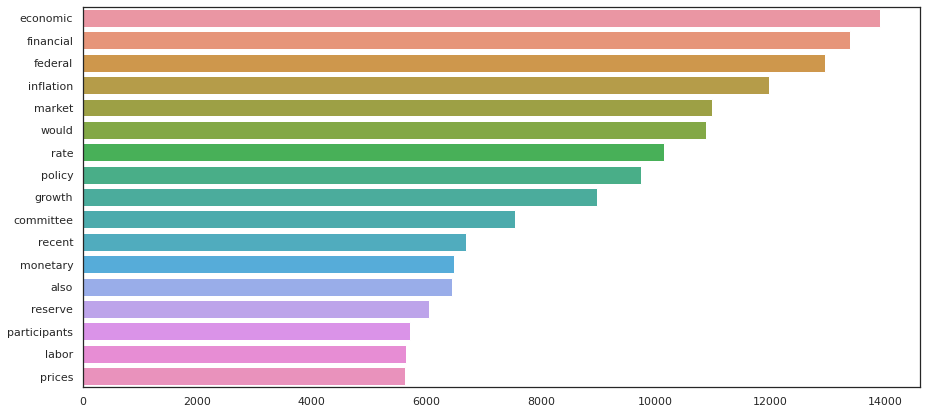 economic
financial
federal
inflation
market
would
rate
policy
growth
committee
recent
monetary
also
reserve
participants
labor
prices
0 2000 4000 6000 8000 10000 12000 14000